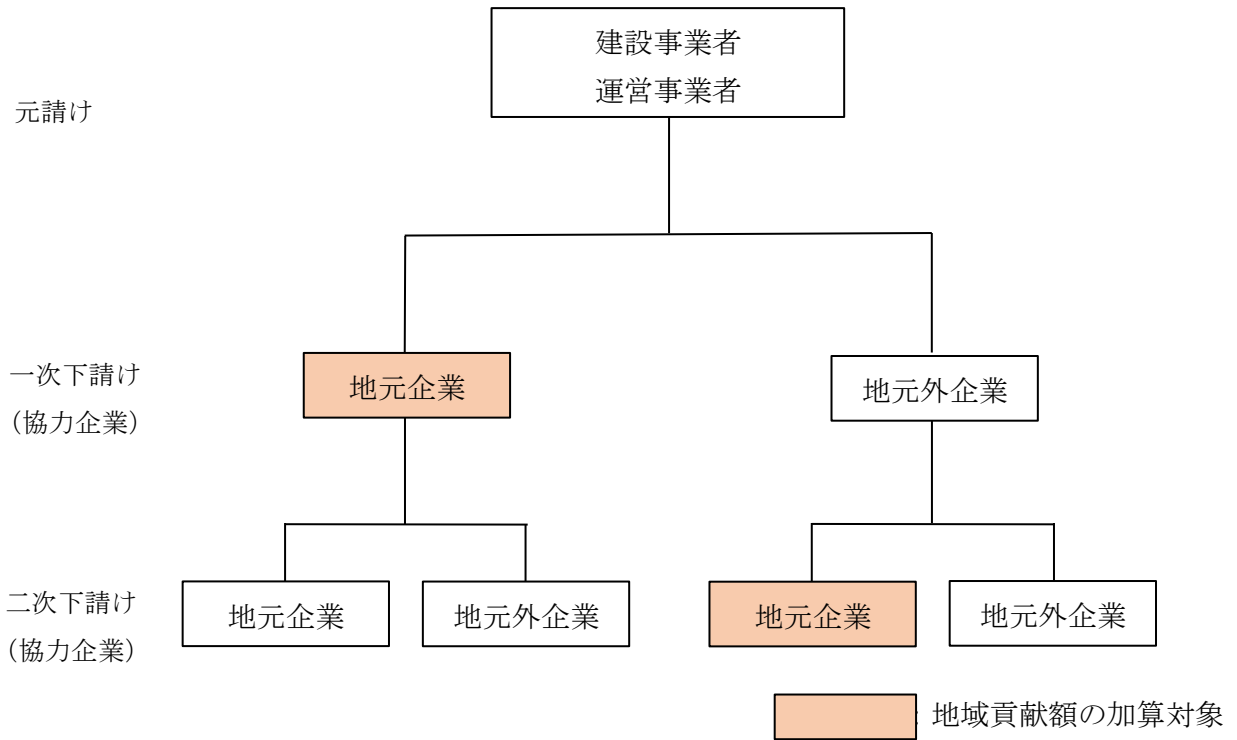 建設事業者
運営事業者
元請け
一次下請け
（協力企業）
地元企業
地元外企業
二次下請け
（協力企業）
地元企業
地元外企業
地元企業
地元外企業
：地域貢献額の加算対象